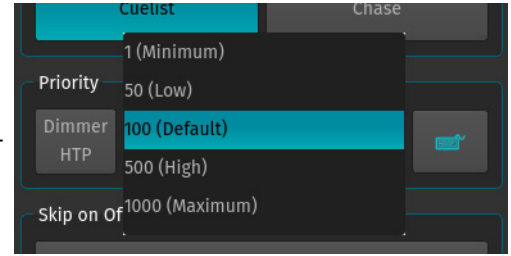 Cuelist Chase
1 (Minimum)
Priority
50 (Low)
Dimmer
HTP
100 (Default)
500 (High)
1000 (Maximum)
Skip on Of